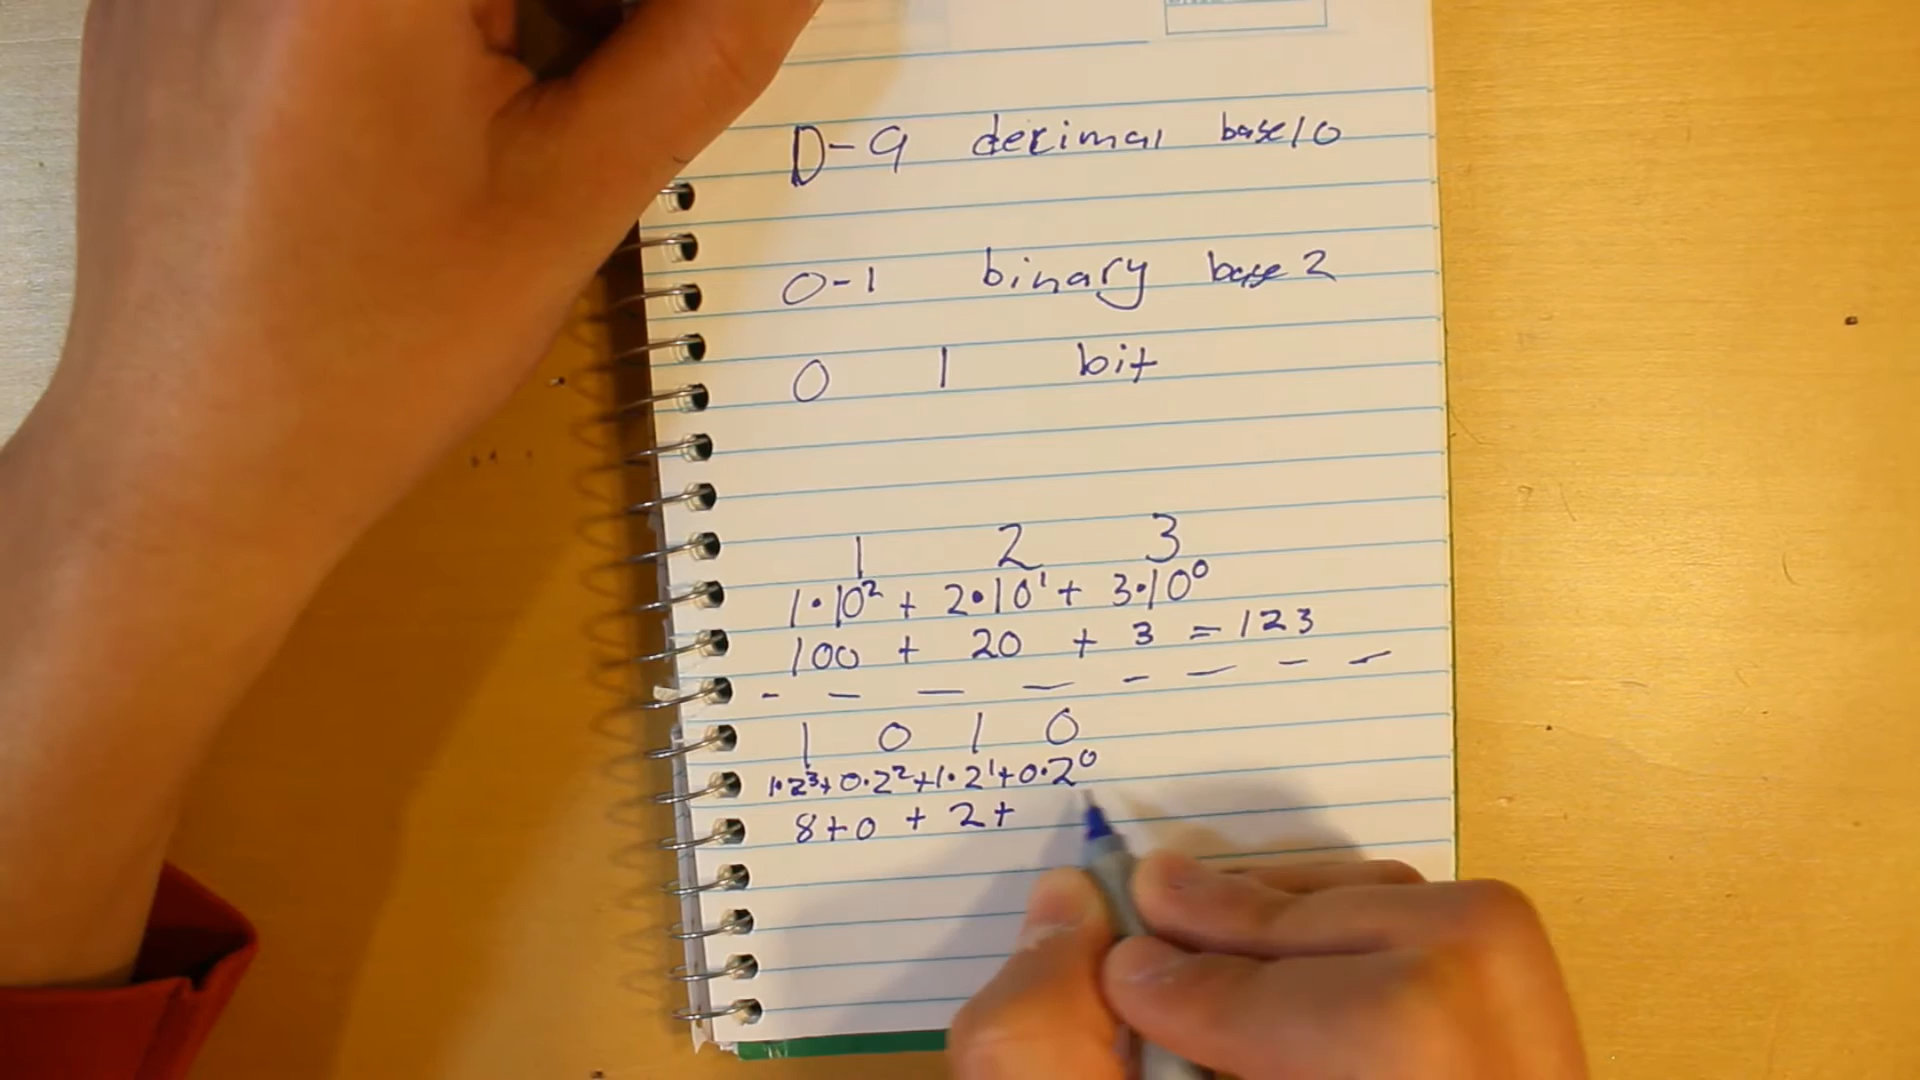 0-9 decimal base 10
0-1 binary base 2
0 1 bit
1 2 3
1·10² + 2·10¹ + 3·10⁰
100 + 20 + 3 = 123
- - - - - - - -
1 0 1 0
1·2³+0·2²+1·2¹+0·2⁰
8+0 + 2+